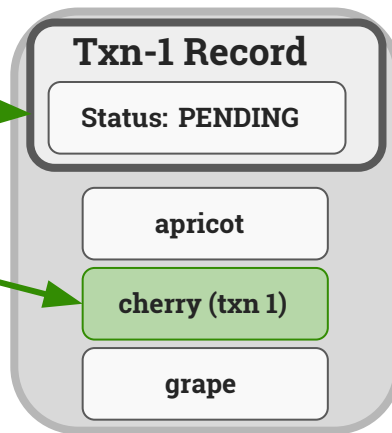 Txn-1 Record
Status: PENDING
apricot
cherry (txn 1)
grape